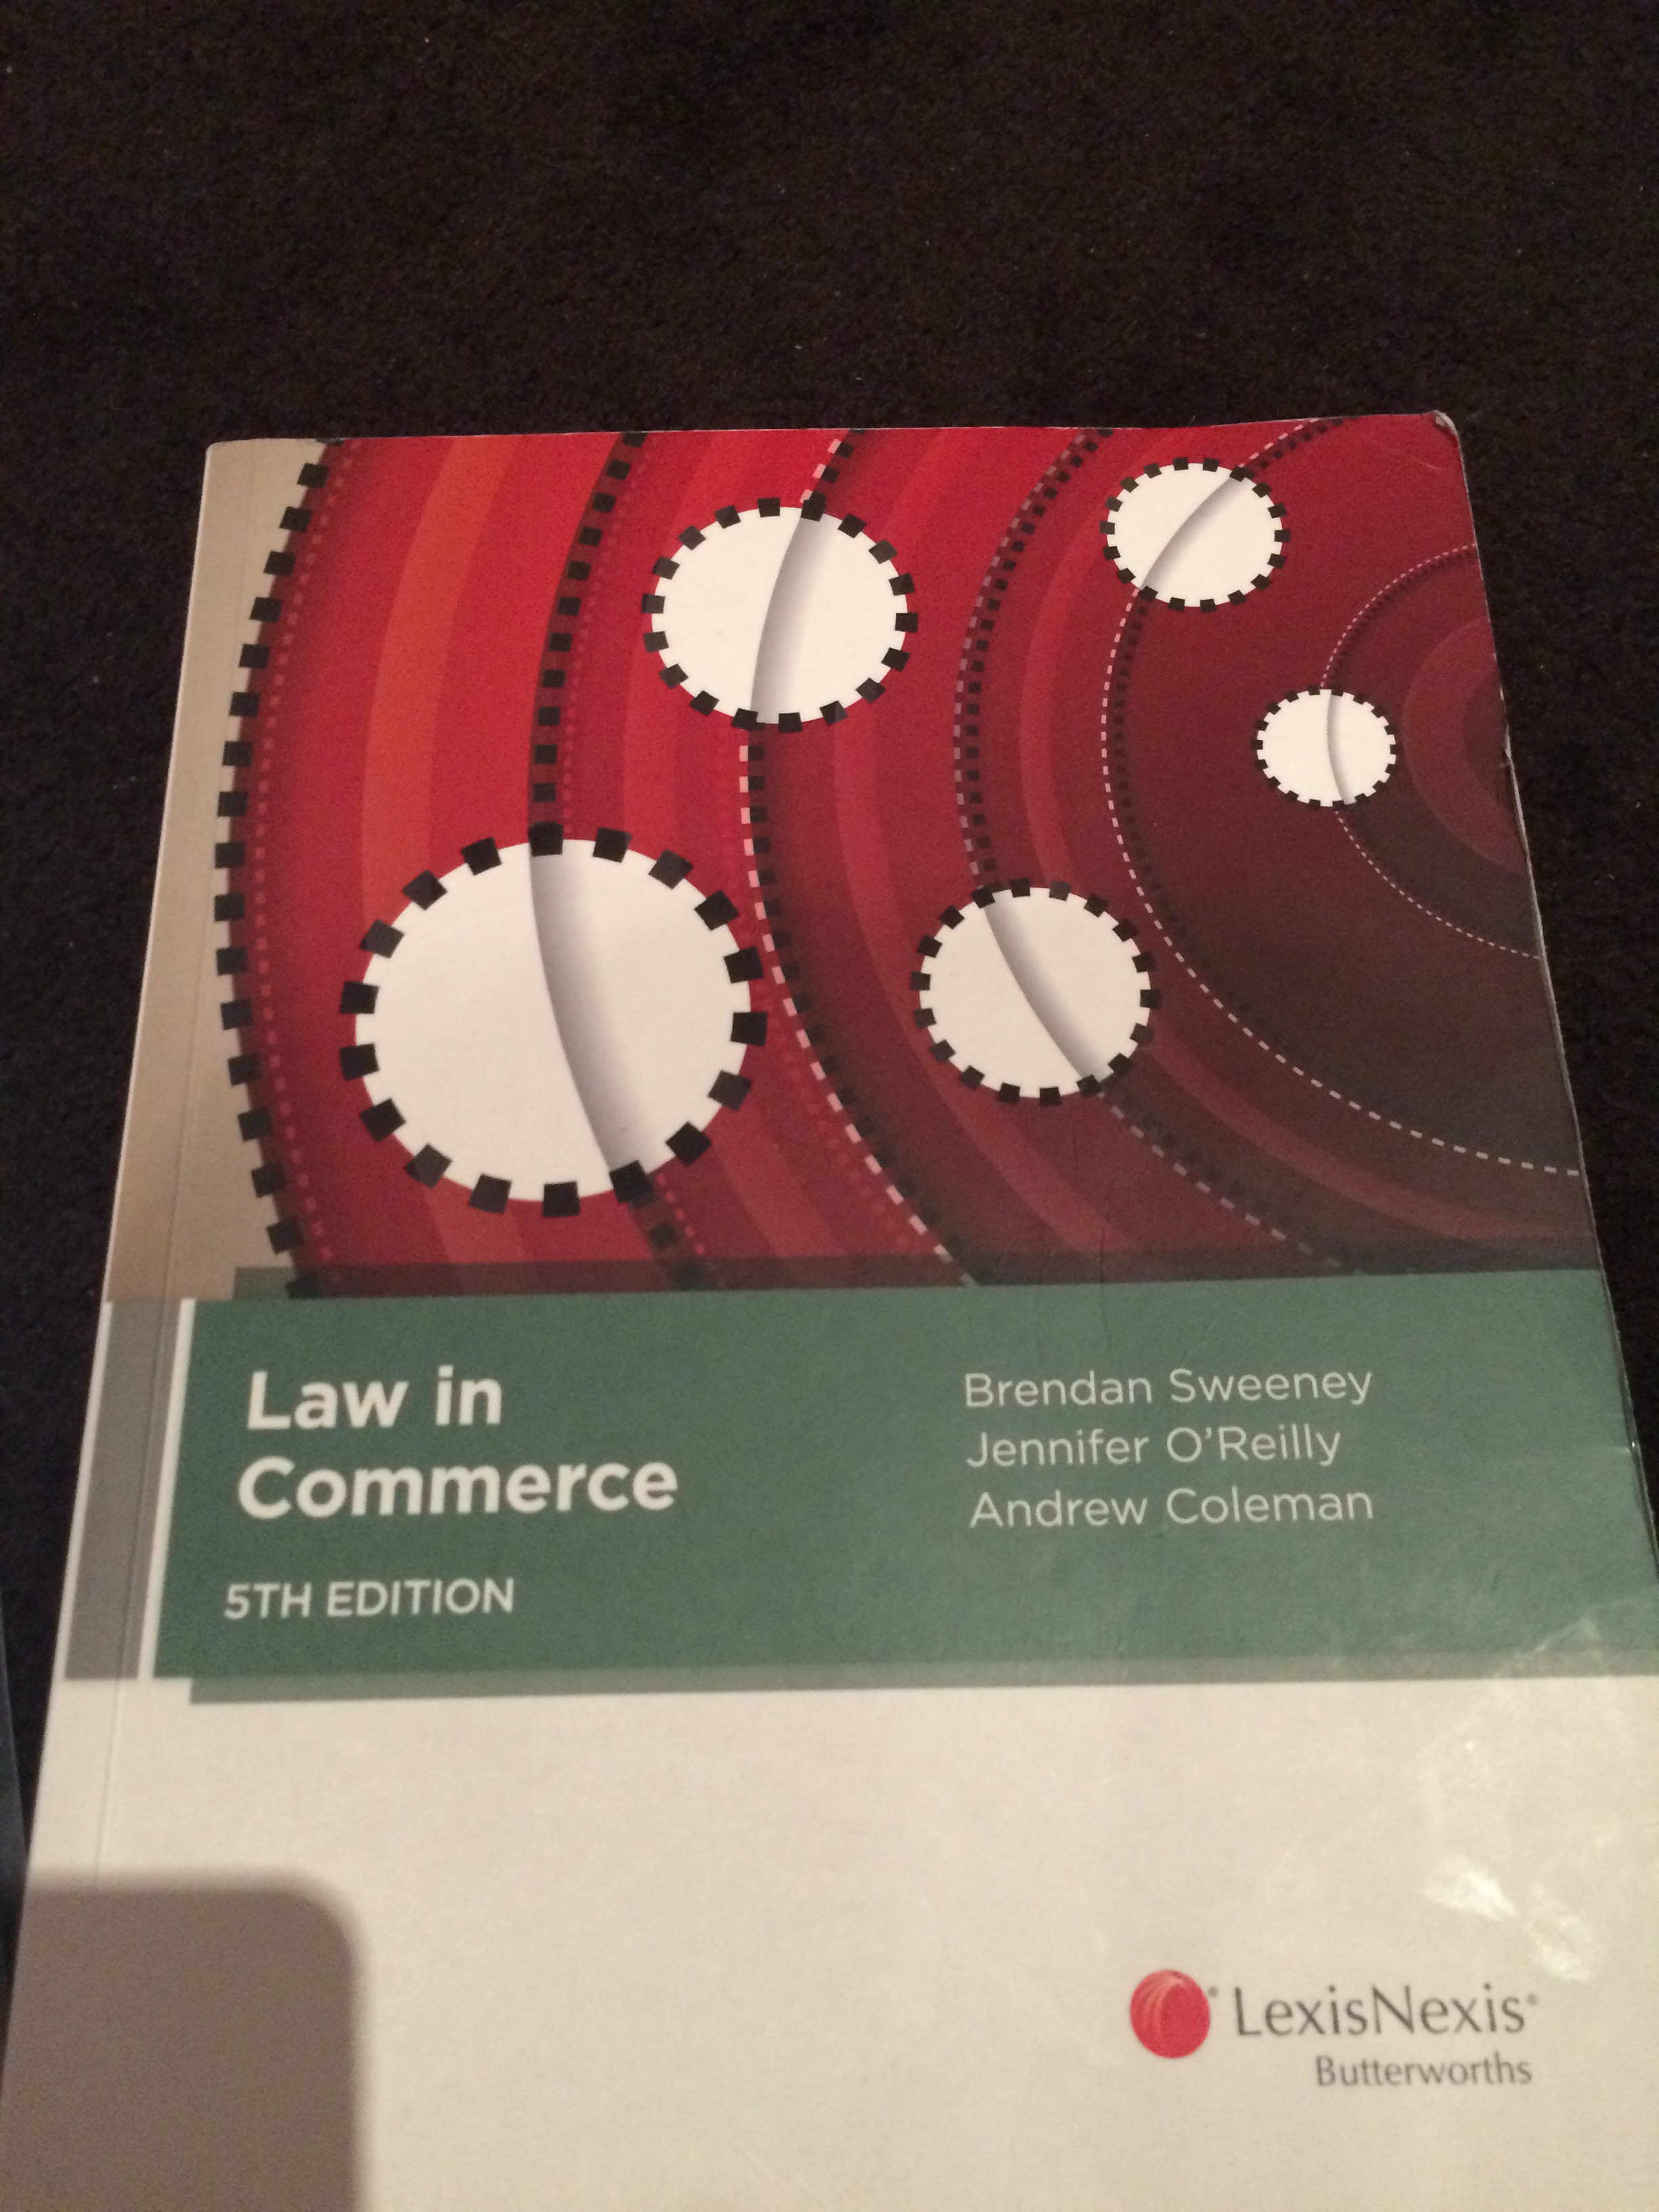 Law in
Commerce
5TH EDITION
Brendan Sweeney
Jennifer O'Reilly
Andrew Coleman
LexisNexis®
Butterworths